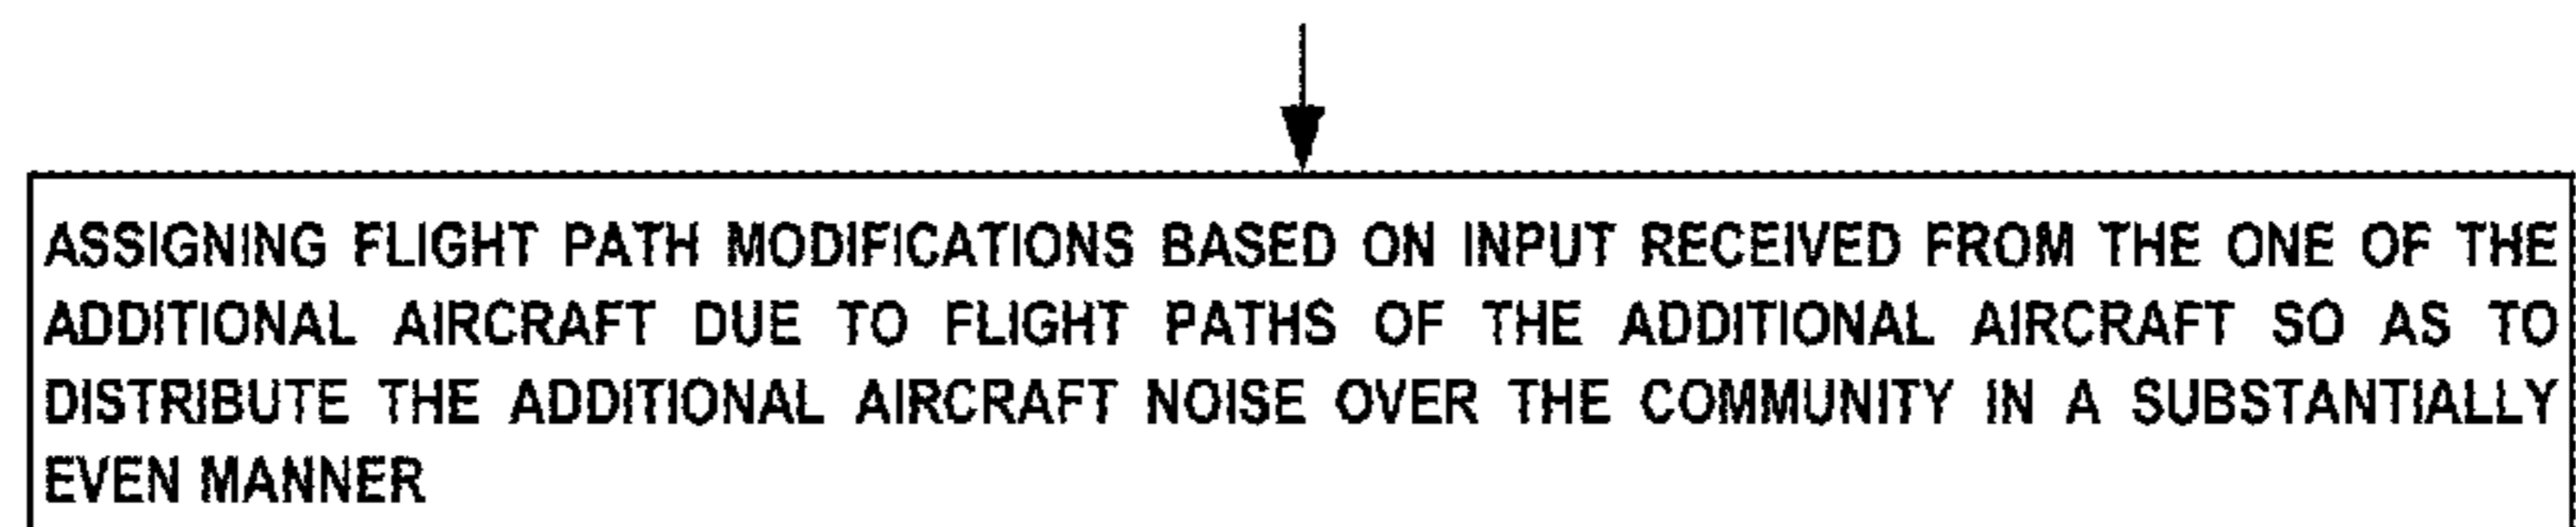 ASSIGNING FLIGHT PATH MODIFICATIONS BASED ON INPUT RECEIVED FROM THE ONE OF THE
ADDITIONAL AIRCRAFT DUE TO FLIGHT PATHS OF THE ADDITIONAL AIRCRAFT SO AS TO
DISTRIBUTE THE ADDITIONAL AIRCRAFT NOISE OVER THE COMMUNITY IN A SUBSTANTIALLY
EVEN MANNER